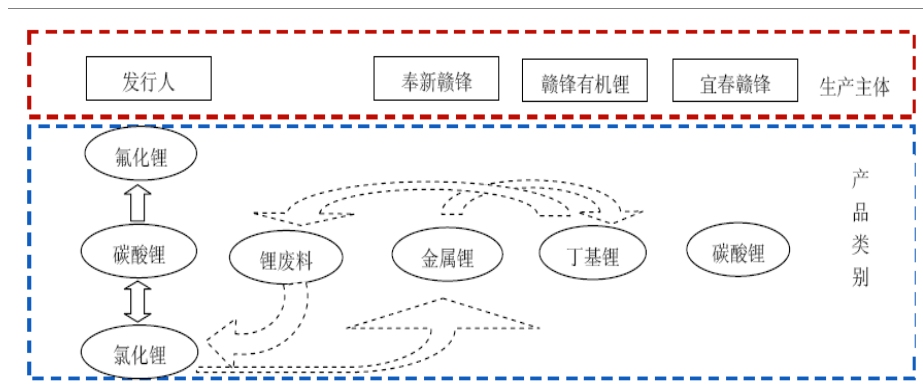 发行人
奉新赣锋
赣锋有机锂
宜春赣锋
生产主体
氟化锂
碳酸锂
锂废料
金属锂
丁基锂
碳酸锂
产品类别
氯化锂